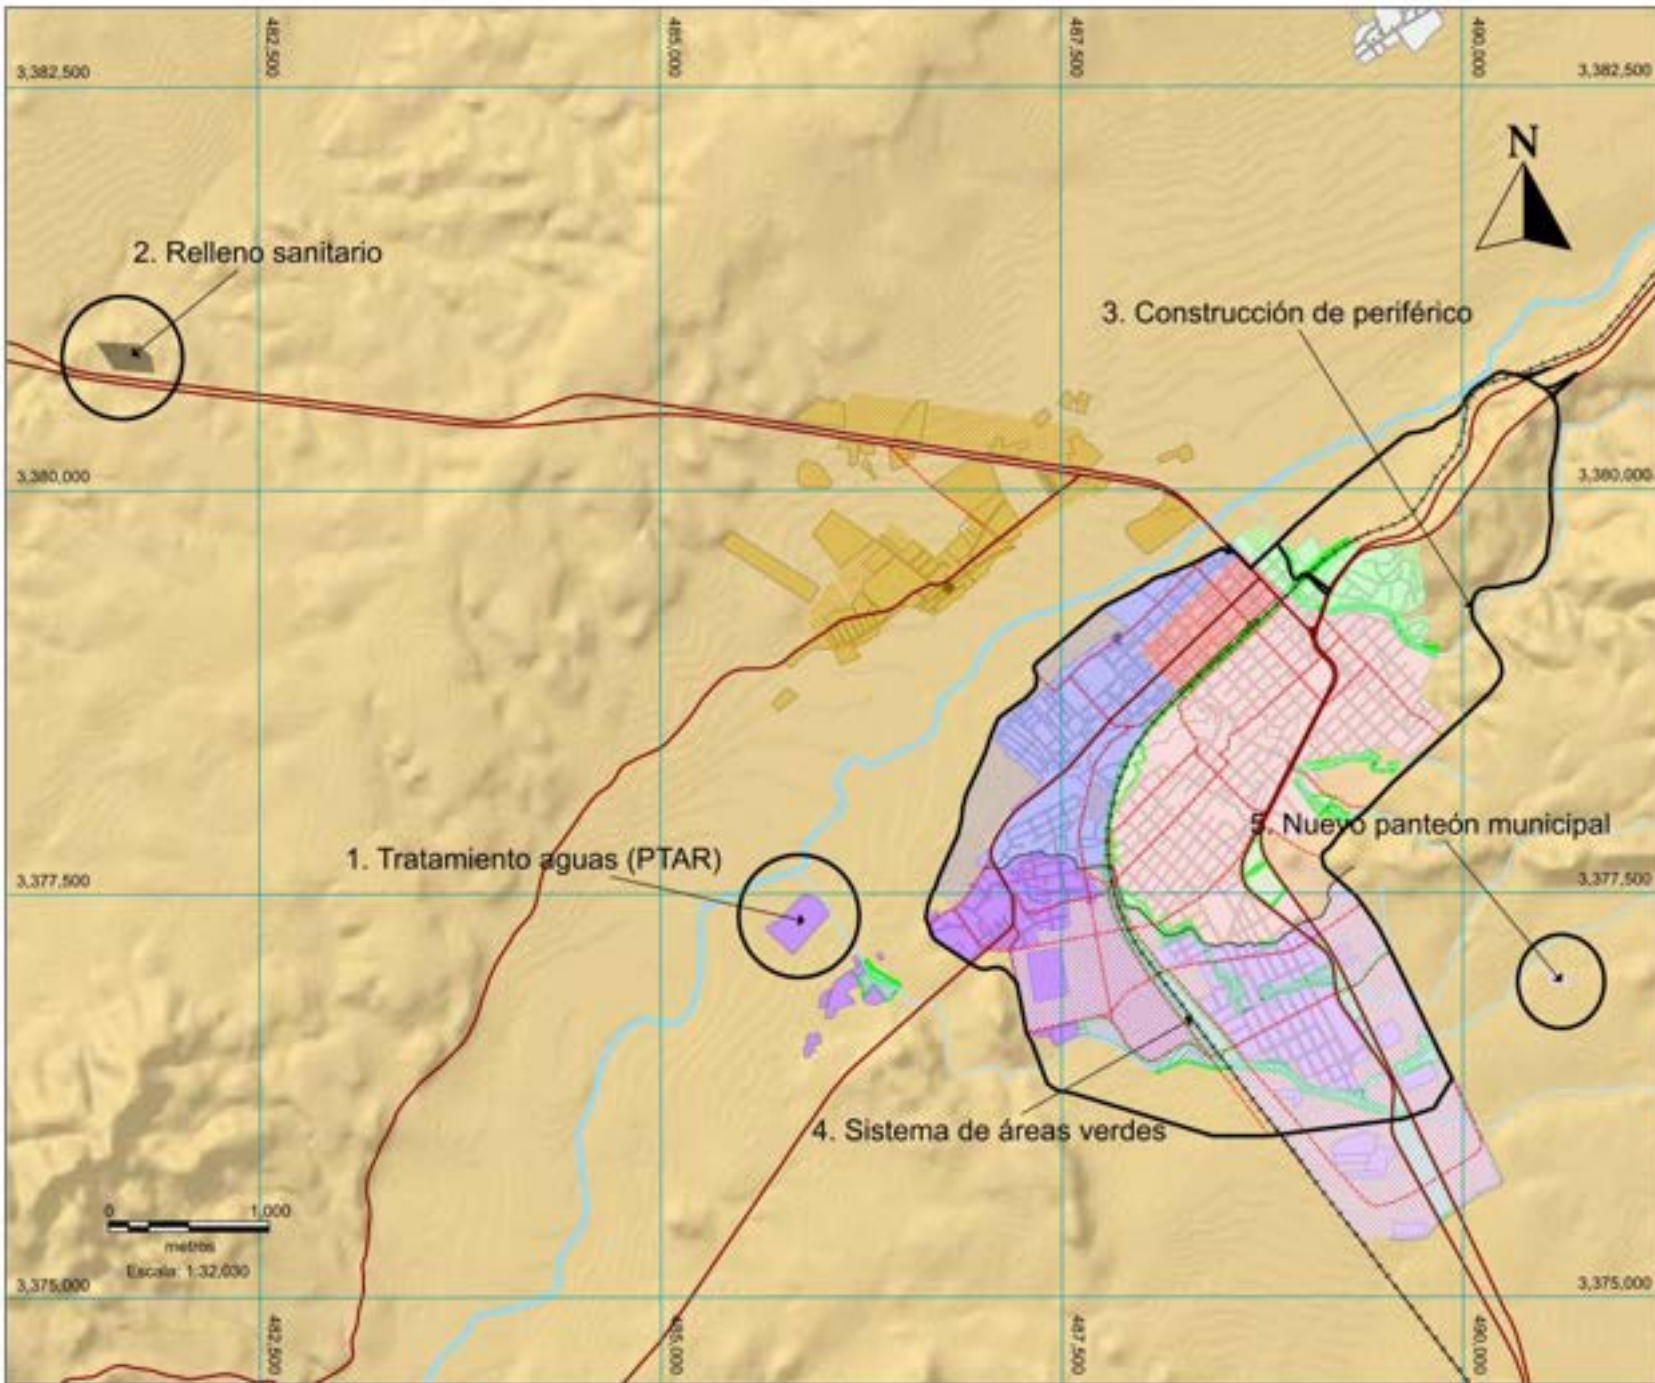 482,500
485,000
487,500
490,000
3,382,500
3,382,500
N
2. Relleno sanitario
3. Construcción de periférico
3,380,000
3,380,000
5. Nuevo panteón municipal
1. Tratamiento aguas (PTAR)
3,377,500
3,377,500
4. Sistema de áreas verdes
0 1,000
metros
Escala: 1:32,030
3,375,000
3,375,000
482,500
485,000
487,500
490,000